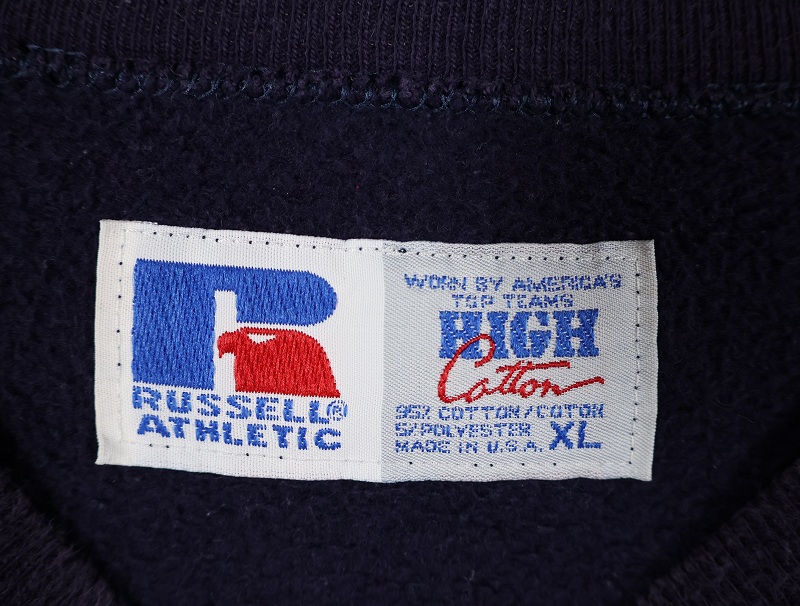 RUSSELL®
ATHLETIC
WORN BY AMERICA'S
TOP TEAMS
HIGH
Cotton
95% COTTON/COTON
5/POLYESTER
MADE IN U.S.A. XL